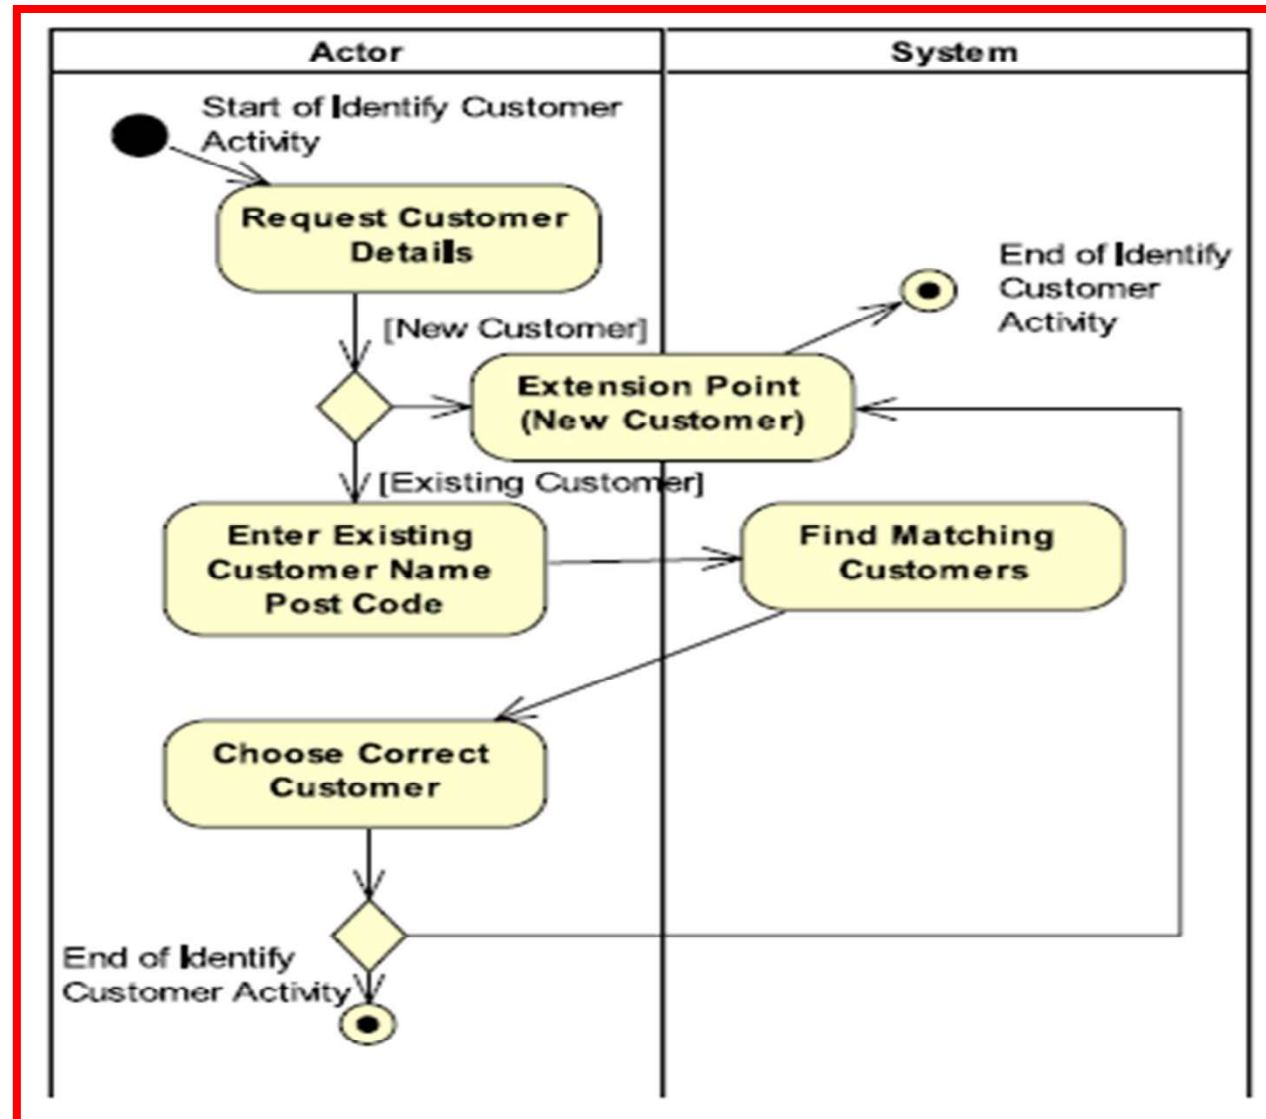 Actor
System
Start of Identify Customer
Activity
Request Customer
Details
End of Identify
Customer
Activity
[New Customer]
Extension Point
(New Customer)
[Existing Customer]
Enter Existing
Customer Name
Post Code
Find Matching
Customers
Choose Correct
Customer
End of Identify
Customer Activity